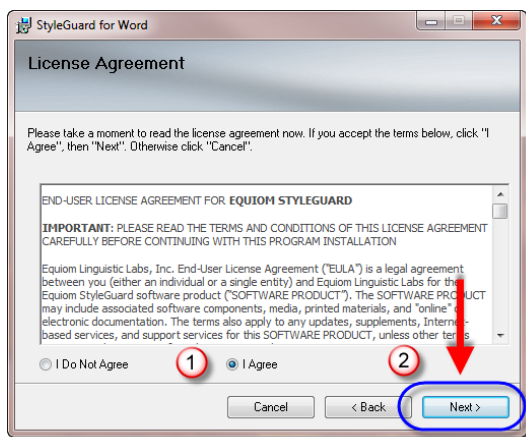 StyleGuard for Word
License Agreement
Please take a moment to read the license agreement now. If you accept the terms below, click "I
Agree", then "Next". Otherwise click "Cancel".
END-USER LICENSE AGREEMENT FOR EQUIOM STYLEGUARD
IMPORTANT: PLEASE READ THE TERMS AND CONDITIONS OF THIS LICENSE AGREEMENT
CAREFULLY BEFORE CONTINUING WITH THIS PROGRAM INSTALLATION
Equiom Linguistic Labs, Inc. End-User License Agreement ("EULA") is a legal agreement
between you (either an individual or a single entity) and Equiom Linguistic Labs for the
Equiom StyleGuard software product ("SOFTWARE PRODUCT"). The SOFTWARE PRODUCT
may include associated software components, media, printed materials, and "online" or
electronic documentation. The terms also apply to any updates, supplements, Internet-
based services, and support services for this SOFTWARE PRODUCT, unless other terms
I Do Not Agree 1 I Agree 2
Cancel < Back Next >